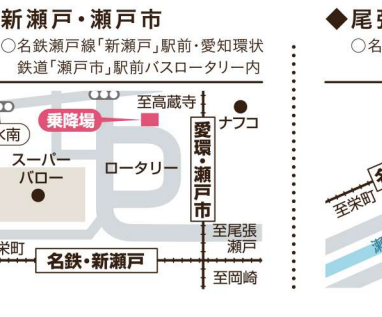 新瀬戸・瀬戸市
○名鉄瀬戸線「新瀬戸」駅前・愛知環状
鉄道「瀬戸市」駅前バスロータリー内
至高蔵寺
乗降場
ナフコ
水南
スーパー
バロー
ロータリー
愛環・瀬戸市
至尾張
瀬戸
栄町
名鉄・新瀬戸
至岡崎
◆尾張
○名
至栄町